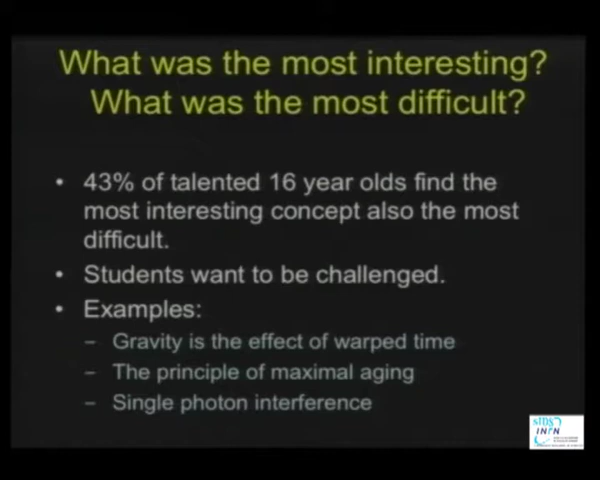 What was the most interesting?
What was the most difficult?
• 43% of talented 16 year olds find the
most interesting concept also the most
difficult.
• Students want to be challenged.
• Examples:
– Gravity is the effect of warped time
– The principle of maximal aging
– Single photon interference
SIDS
INFN